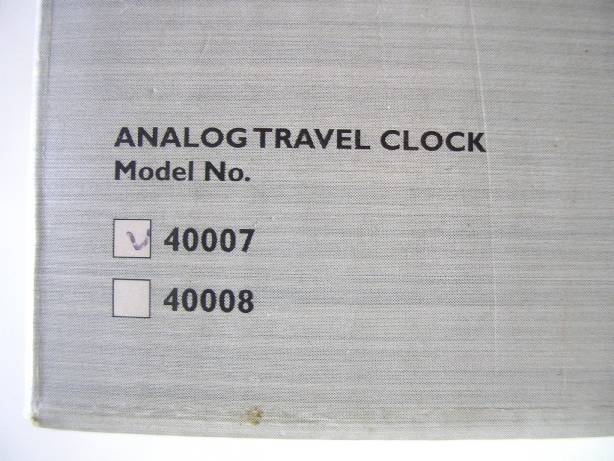 ANALOG TRAVEL CLOCK
Model No.
40007
40008